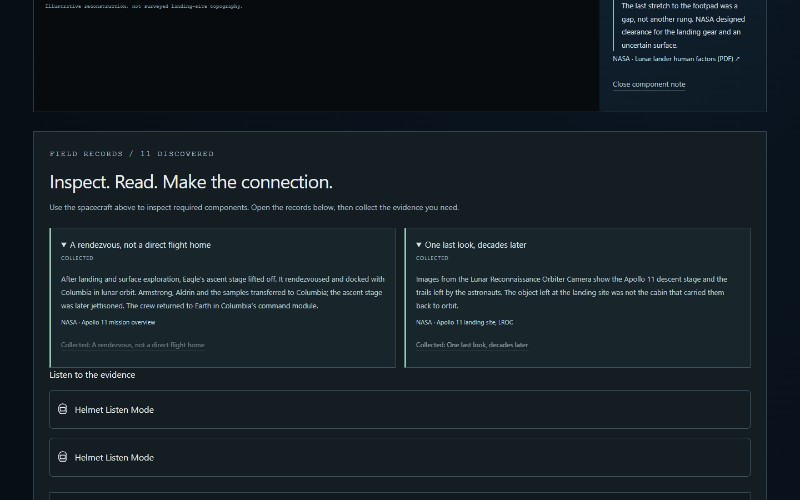 Illustrative reconstruction, not surveyed landing-site topography.
The last stretch to the footpad was a
gap, not another rung. NASA designed
clearance for the landing gear and an
uncertain surface.
NASA · Lunar lander human factors (PDF) ↗
Close component note
FIELD RECORDS / 11 DISCOVERED
Inspect. Read. Make the connection.
Use the spacecraft above to inspect required components. Open the records below, then collect the evidence you need.
▼ A rendezvous, not a direct flight home
COLLECTED
After landing and surface exploration, Eagle's ascent stage lifted off. It rendezvoused and docked with
Columbia in lunar orbit. Armstrong, Aldrin and the samples transferred to Columbia; the ascent stage
was later jettisoned. The crew returned to Earth in Columbia's command module.
NASA · Apollo 11 mission overview
Collected: A rendezvous, not a direct flight home
▼ One last look, decades later
COLLECTED
Images from the Lunar Reconnaissance Orbiter Camera show the Apollo 11 descent stage and the
trails left by the astronauts. The object left at the landing site was not the cabin that carried them
back to orbit.
NASA · Apollo 11 landing site, LROC
Collected: One last look, decades later
Listen to the evidence
Helmet Listen Mode
Helmet Listen Mode